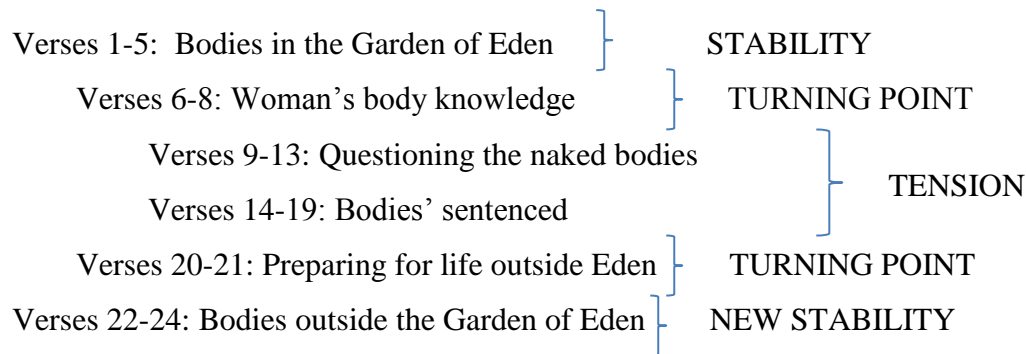 Verses 1-5: Bodies in the Garden of Eden STABILITY
Verses 6-8: Woman’s body knowledge TURNING POINT
Verses 9-13: Questioning the naked bodies
TENSION
Verses 14-19: Bodies’ sentenced
Verses 20-21: Preparing for life outside Eden TURNING POINT
Verses 22-24: Bodies outside the Garden of Eden NEW STABILITY